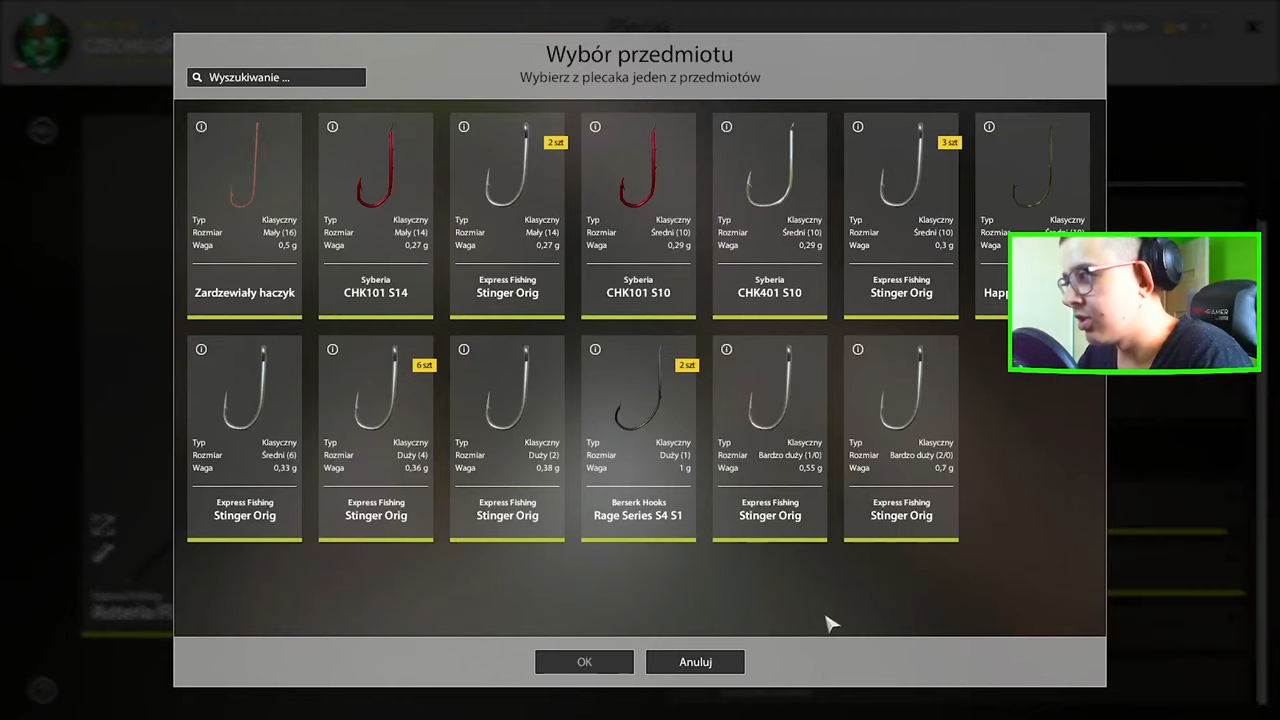 Wybór przedmiotu
Wybierz z plecaka jeden z przedmiotów
Wyszukiwanie ...
Typ Klasyczny
Rozmiar Mały (16)
Waga 0,5 g
Zardzewiały haczyk
Typ Klasyczny
Rozmiar Mały (14)
Waga 0,27 g
Syberia
CHK101 S14
2 szt
Typ Klasyczny
Rozmiar Mały (14)
Waga 0,27 g
Express Fishing
Stinger Orig
Typ Klasyczny
Rozmiar Średni (10)
Waga 0,29 g
Syberia
CHK101 S10
Typ Klasyczny
Rozmiar Średni (10)
Waga 0,29 g
Syberia
CHK401 S10
3 szt
Typ Klasyczny
Rozmiar Średni (10)
Waga 0,3 g
Express Fishing
Stinger Orig
Typ Klasyczny
Rozmiar Średni (10)
Waga
Happ
Typ Klasyczny
Rozmiar Średni (6)
Waga 0,33 g
Express Fishing
Stinger Orig
6 szt
Typ Klasyczny
Rozmiar Duży (4)
Waga 0,36 g
Express Fishing
Stinger Orig
Typ Klasyczny
Rozmiar Duży (2)
Waga 0,38 g
Express Fishing
Stinger Orig
2 szt
Typ Klasyczny
Rozmiar Duży (1)
Waga 1 g
Berserk Hooks
Rage Series S4 S1
Typ Klasyczny
Rozmiar Bardzo duży (1/0)
Waga 0,55 g
Express Fishing
Stinger Orig
Typ Klasyczny
Rozmiar Bardzo duży (2/0)
Waga 0,7 g
Express Fishing
Stinger Orig
OK
Anuluj